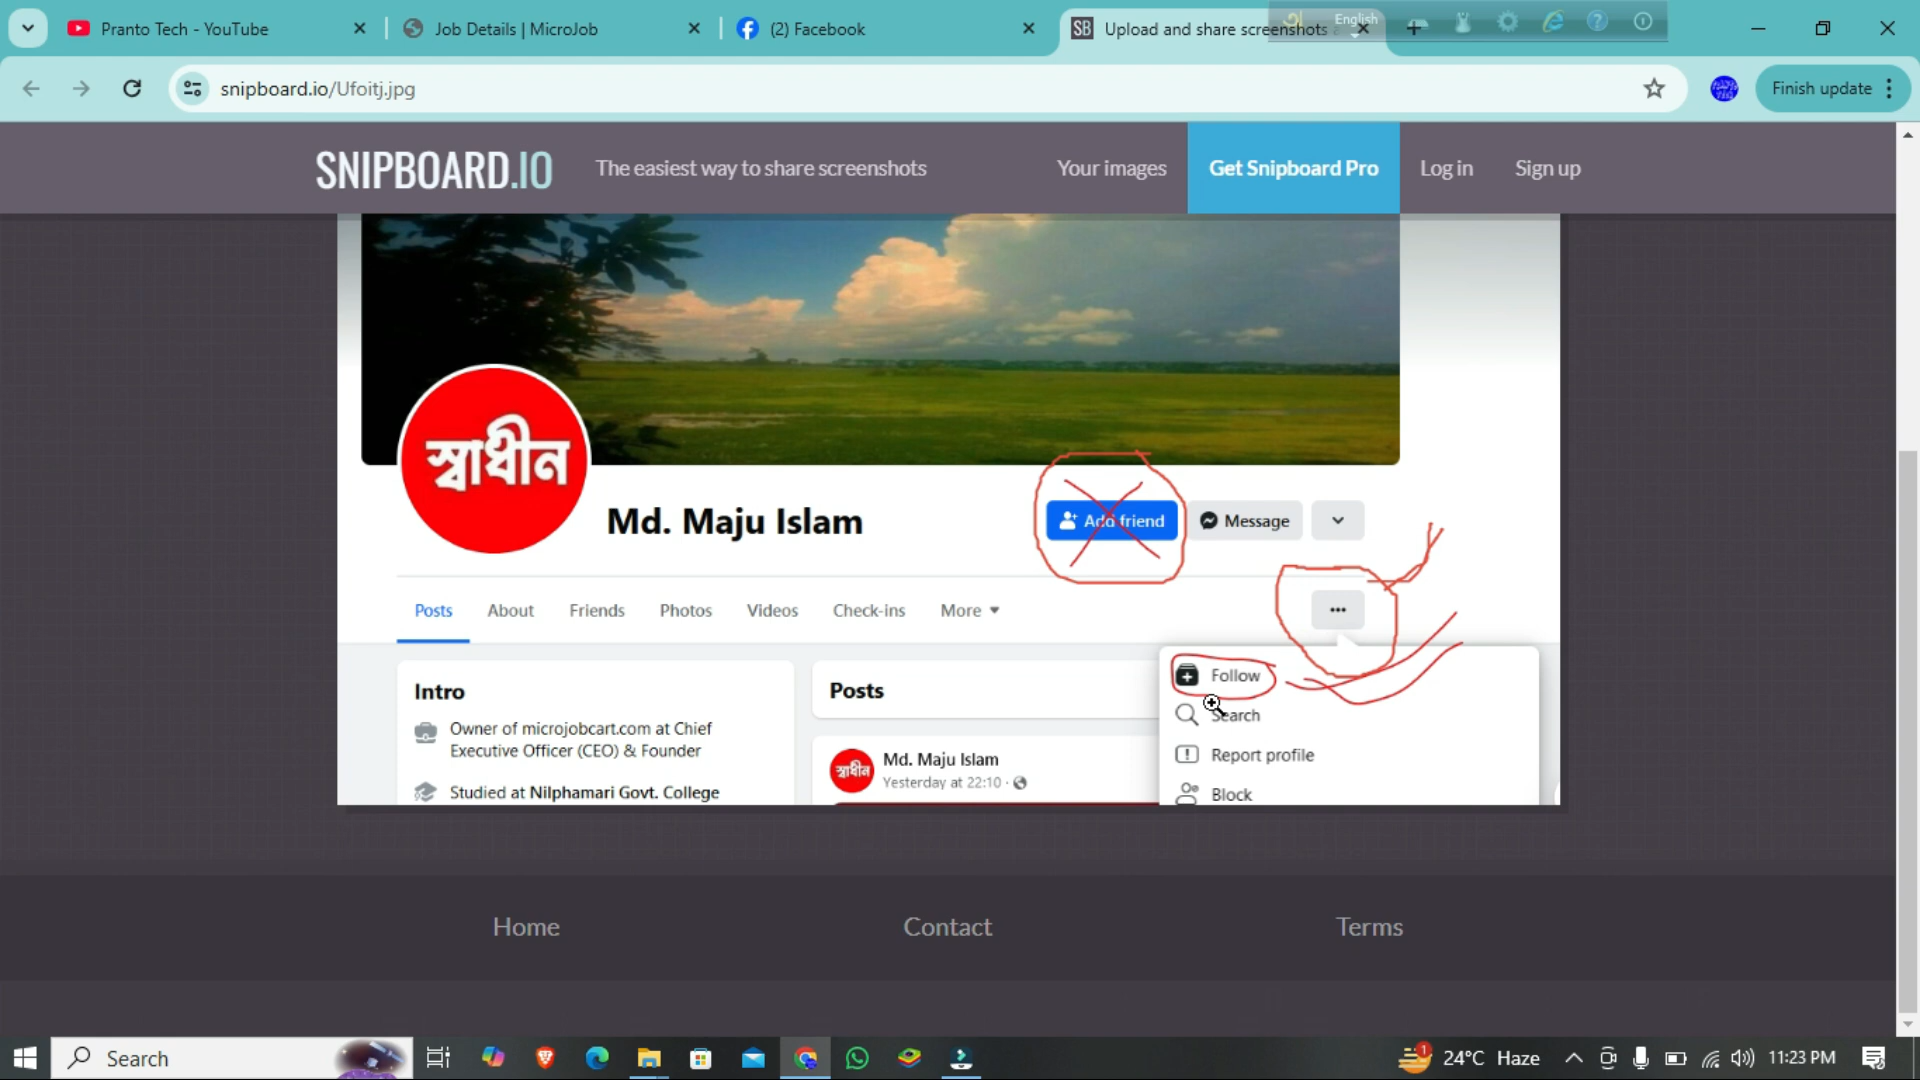 Pranto Tech - YouTube
Job Details | MicroJob
(2) Facebook
SB Upload and share screenshots
English
snipboard.io/Ufoitj.jpg
Finish update
SNIPBOARD.IO
The easiest way to share screenshots
Your images
Get Snipboard Pro
Log in
Sign up
স্বাধীন
Md. Maju Islam
Add friend
Message
Posts
About
Friends
Photos
Videos
Check-ins
More
Follow
Search
Report profile
Block
Intro
Owner of microjobcart.com at Chief
Executive Officer (CEO) & Founder
Studied at Nilphamari Govt. College
Posts
স্বাধীন
Md. Maju Islam
Yesterday at 22:10
Home
Contact
Terms
Search
1
24°C Haze
11:23 PM